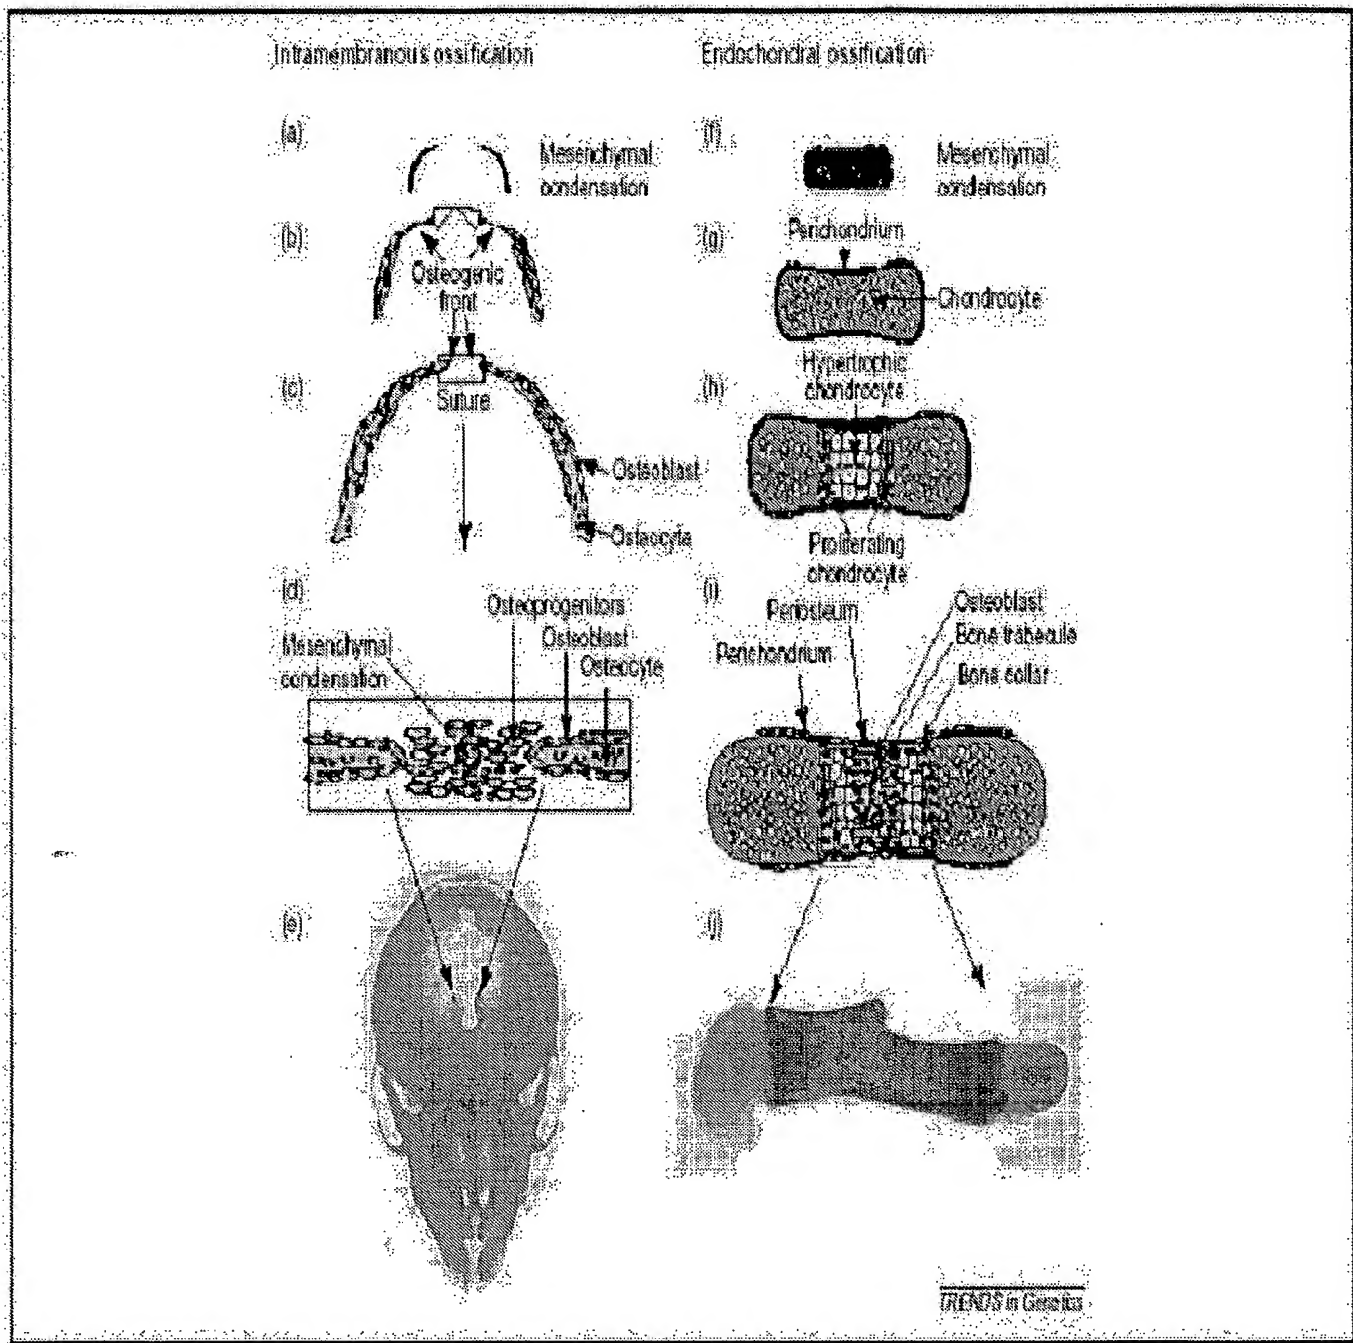 Intramembranous ossification
(a)
Mesenchymal
condensation
(b)
Osteogenic
front
(c)
Suture
Osteoblast
Osteocyte
(d)
Osteoprogenitors
Osteoblast
Osteocyte
Mesenchymal
condensation
(e)
Endochondral ossification
(f)
Mesenchymal
condensation
(g)
Perichondrium
Chondrocyte
(h)
Hypertrophic
chondrocyte
Proliferating
chondrocyte
(i)
Periosteum
Perichondrium
Osteoblast
Bone trabecula
Bone collar
(j)
TRENDS in Genetics